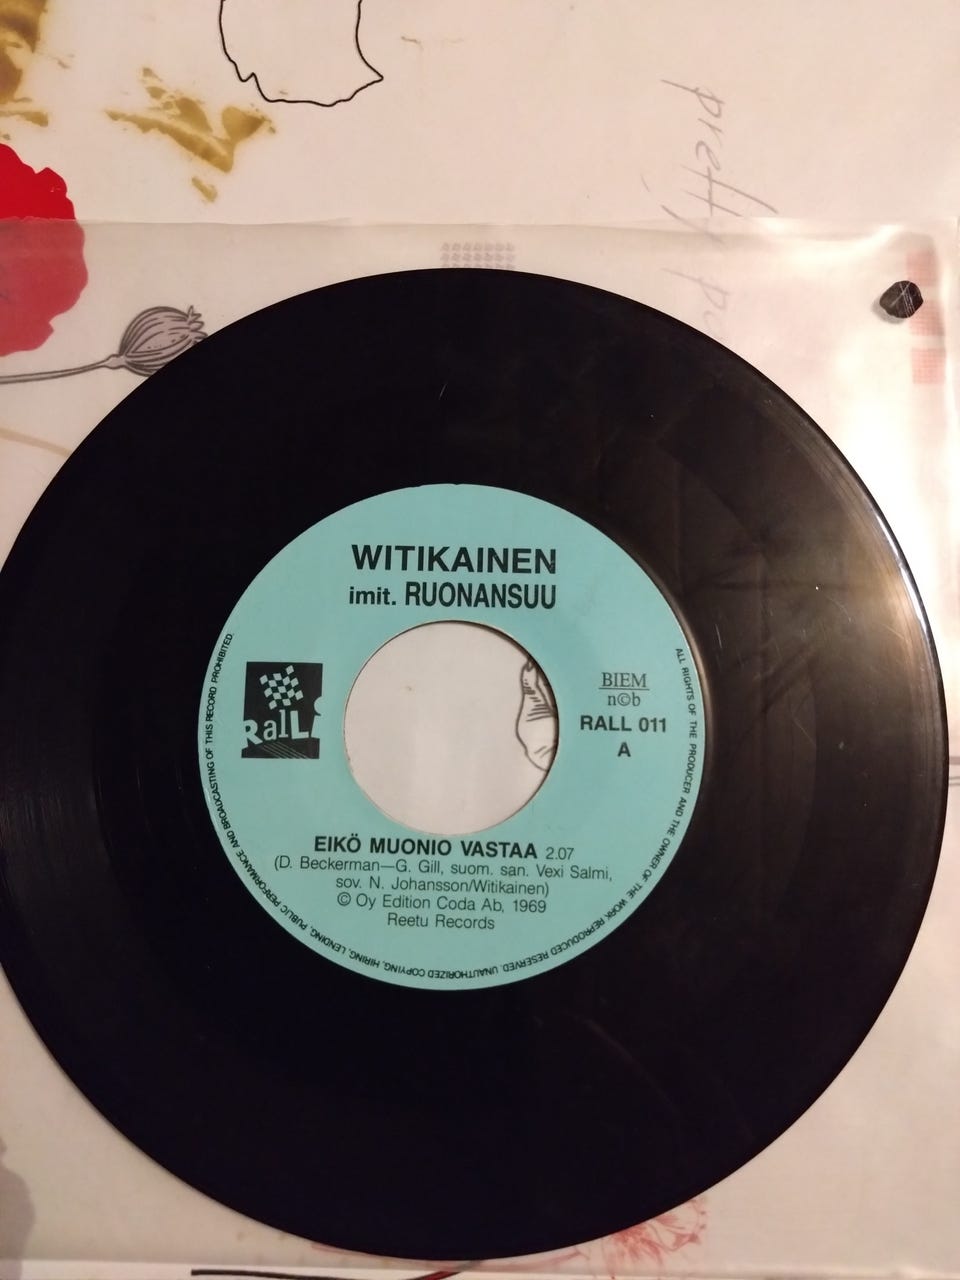 pretty
WITIKAINEN
imit. RUONANSUU
RALL
BIEM
n©b
RALL 011
A
EIKÖ MUONIO VASTAA 2.07
(D. Beckerman—G. Gill, suom. san. Vexi Salmi,
sov. N. Johansson/Witikainen)
© Oy Edition Coda Ab, 1969
Reetu Records
ALL RIGHTS OF THE PRODUCER AND THE OWNER OF THE WORK REPRODUCED RESERVED. UNAUTHORIZED COPYING, HIRING, LENDING, PUBLIC PERFORMANCE AND BROADCASTING OF THIS RECORD PROHIBITED.